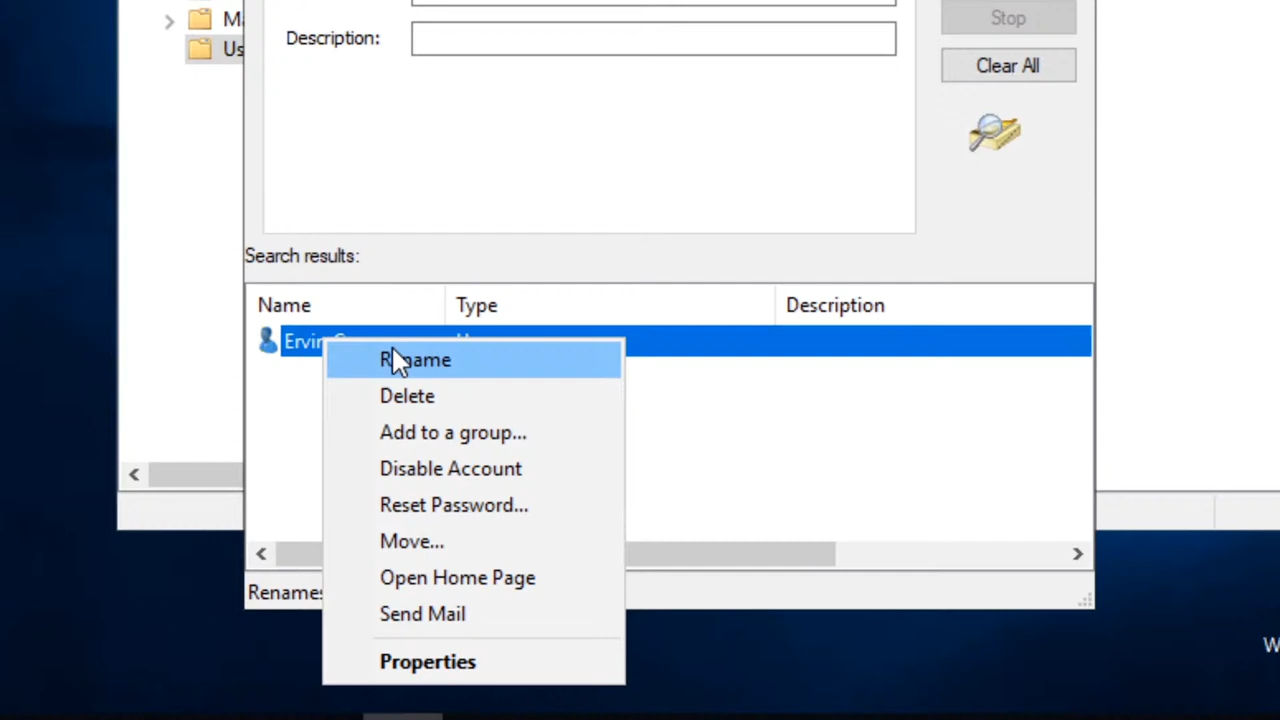 Description:
Stop
Clear All
Search results:
Name Type Description
Rename
Delete
Add to a group...
Disable Account
Reset Password...
Move...
Open Home Page
Send Mail
Properties